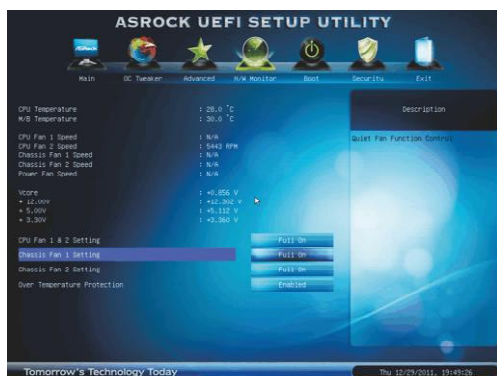 ASROCK UEFI SETUP UTILITY
ASRock
Main OC Tweaker Advanced H/W Monitor Boot Security Exit
CPU Temperature : 28.0 °C
M/B Temperature : 30.0 °C
CPU Fan 1 Speed : N/A
CPU Fan 2 Speed : 5443 RPM
Chassis Fan 1 Speed : N/A
Chassis Fan 2 Speed : N/A
Power Fan Speed : N/A
Vcore : +0.856 V
+ 12.00V : +12.302 V
+ 5.00V : +5.112 V
+ 3.30V : +3.360 V
CPU Fan 1 & 2 Setting Full On
Chassis Fan 1 Setting Full On
Chassis Fan 2 Setting Full On
Over Temperature Protection Enabled
Description
Quiet Fan Function Control
Tomorrow's Technology Today
Thu 12/29/2011, 19:49:26